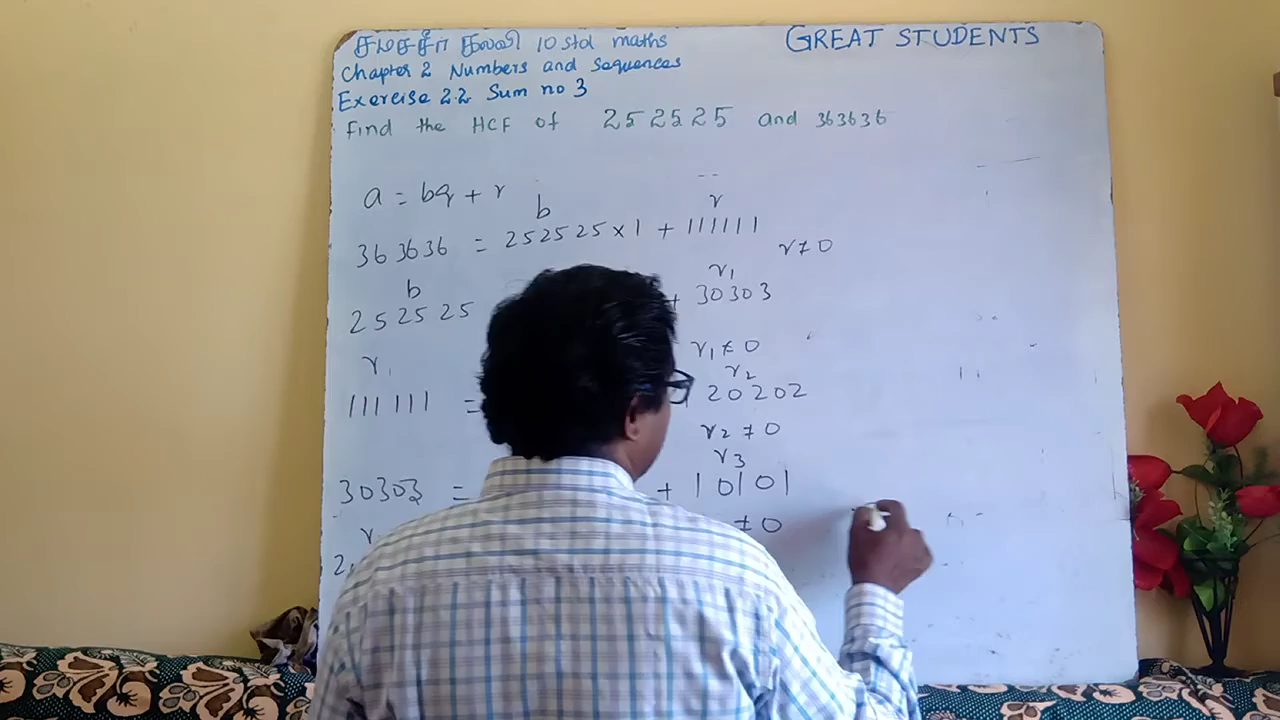 கல்வி 10 std maths
GREAT STUDENTS
Chapter 2 Numbers and Sequences
Exercise 2.2 Sum no 3
Find the HCF of 252525 and 363636
a = bq + r
b r
363636 = 252525 × 1 + 111111
r ≠ 0
b r₁
252525 + 30303
r₁ ≠ 0
r₁ r₂
111111 = 20202
r₂ ≠ 0
r₃
30303 = + 10101
r ≠ 0
2